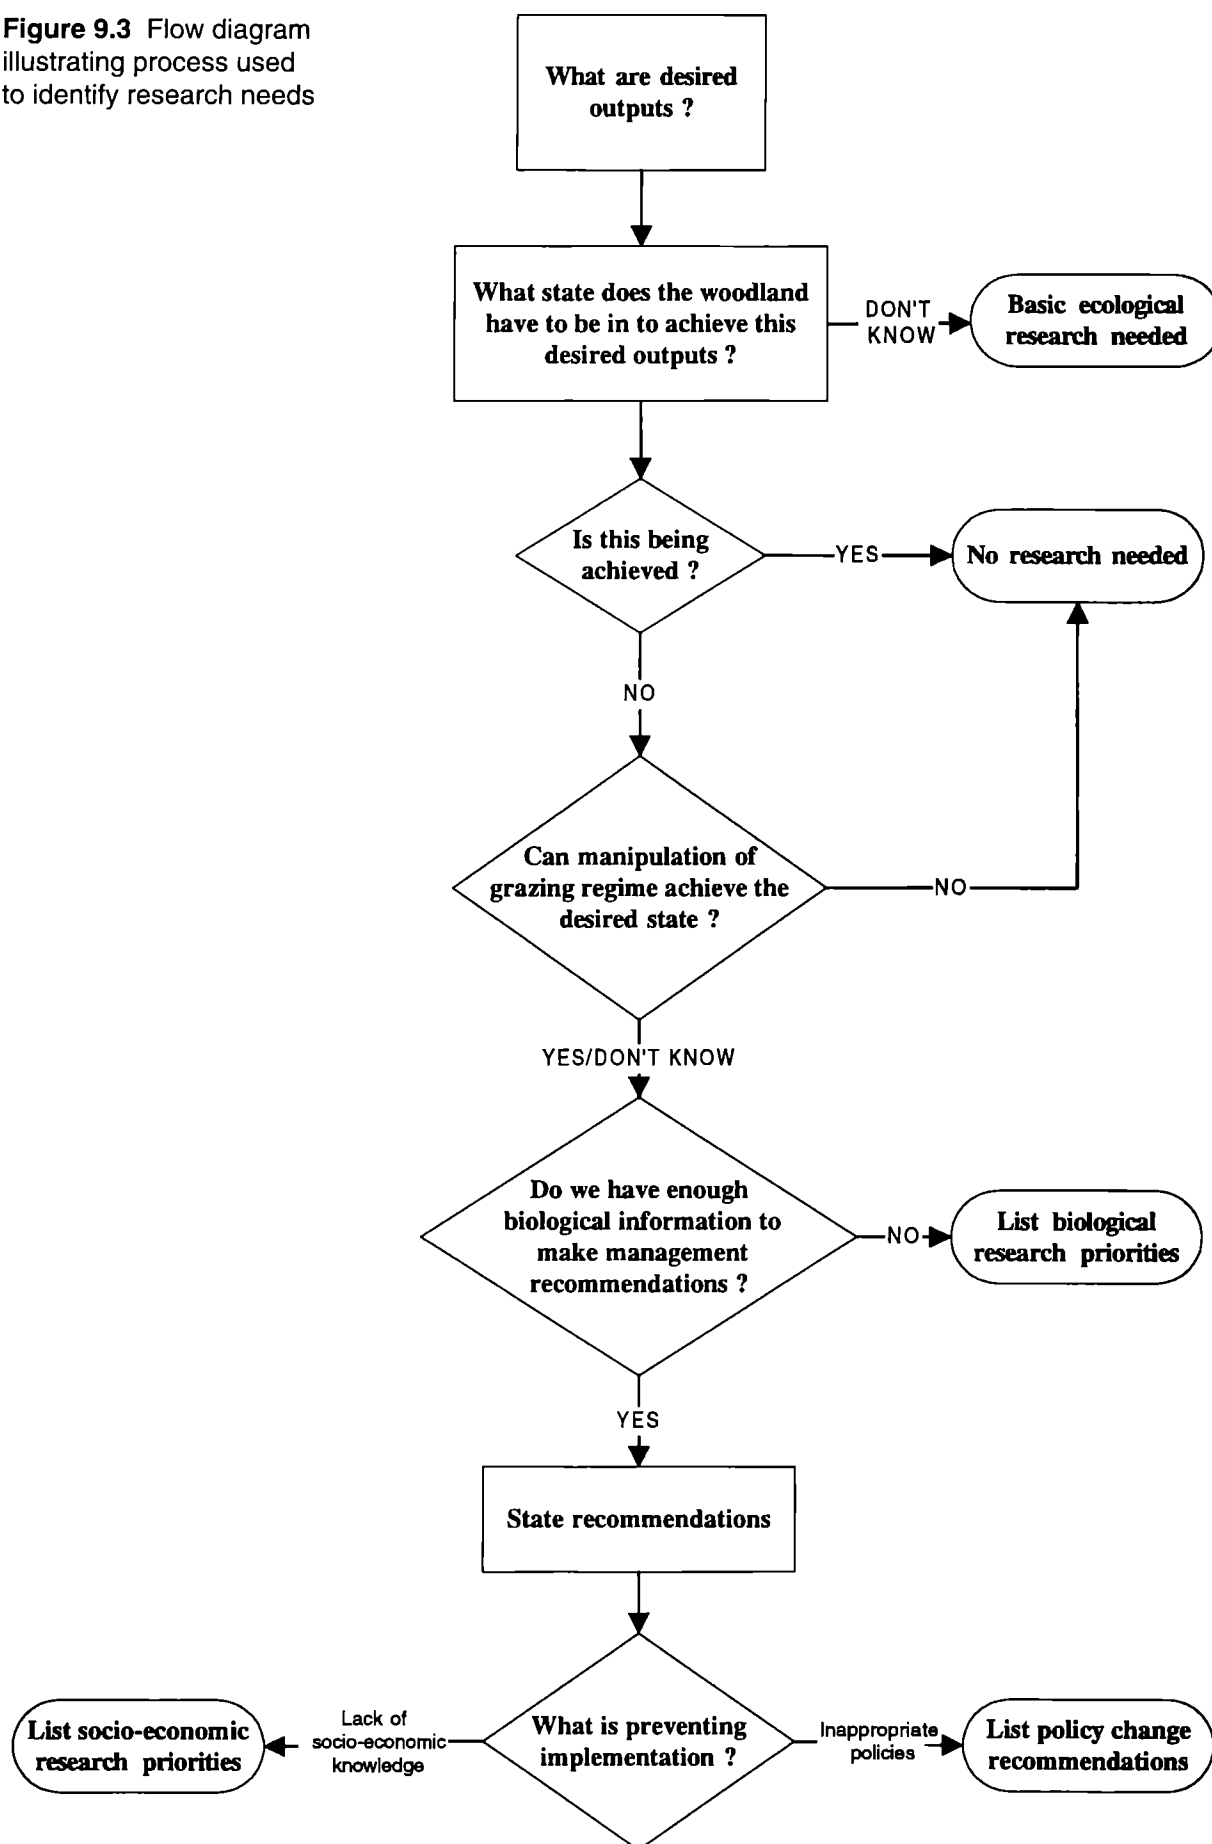 Figure 9.3 Flow diagram
illustrating process used
to identify research needs
What are desired
outputs ?
What state does the woodland
have to be in to achieve this
desired outputs ?
DON'T
KNOW
Basic ecological
research needed
Is this being
achieved ?
YES
No research needed
NO
Can manipulation of
grazing regime achieve the
desired state ?
NO
YES/DON'T KNOW
Do we have enough
biological information to
make management
recommendations ?
NO
List biological
research priorities
YES
State recommendations
What is preventing
implementation ?
Lack of
socio-economic
knowledge
List socio-economic
research priorities
Inappropriate
policies
List policy change
recommendations